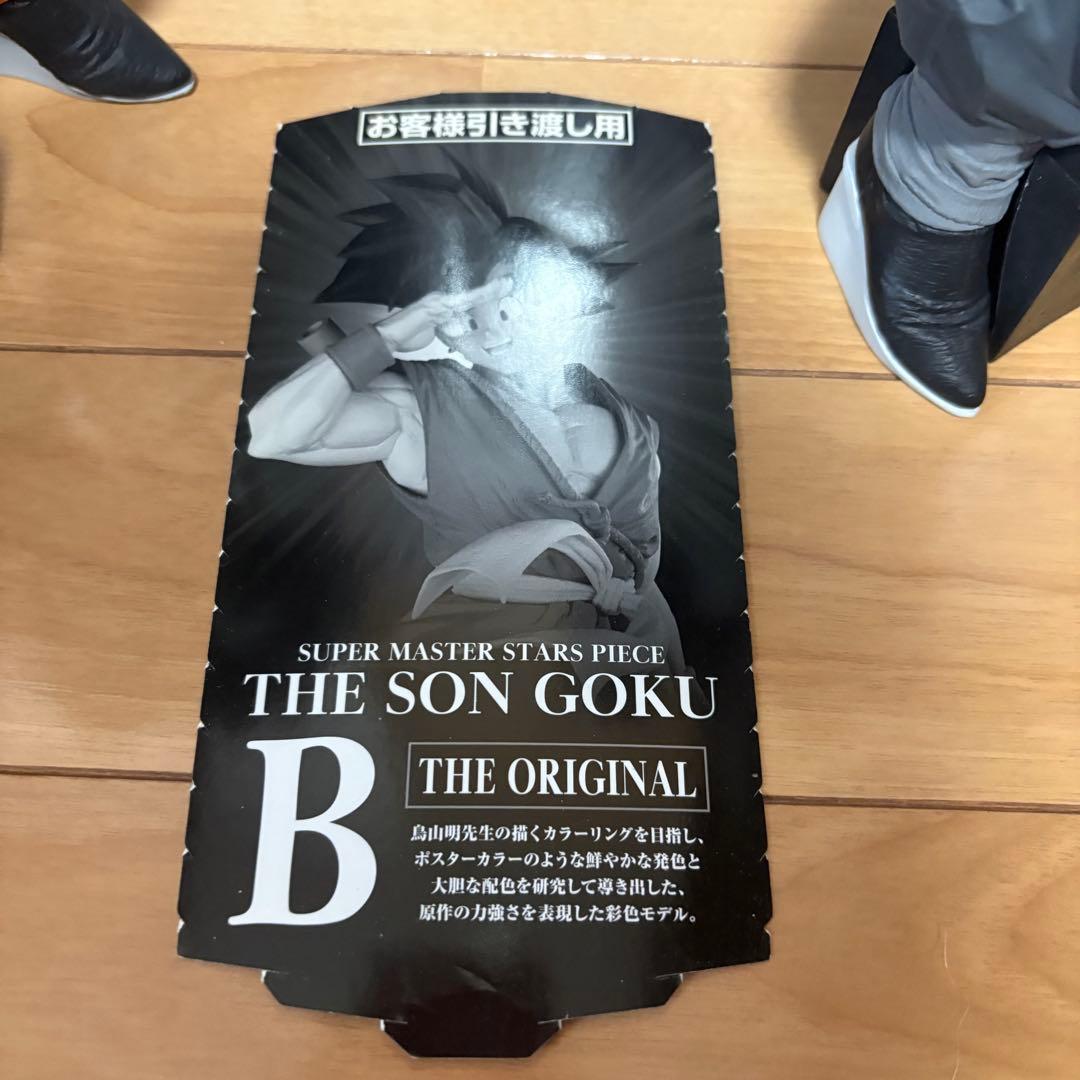 お客様引き渡し用
SUPER MASTER STARS PIECE
THE SON GOKU
B
THE ORIGINAL
鳥山明先生の描くカラーリングを目指し、
ポスターカラーのような鮮やかな発色と
大胆な配色を研究して導き出した、
原作の力強さを表現した彩色モデル。